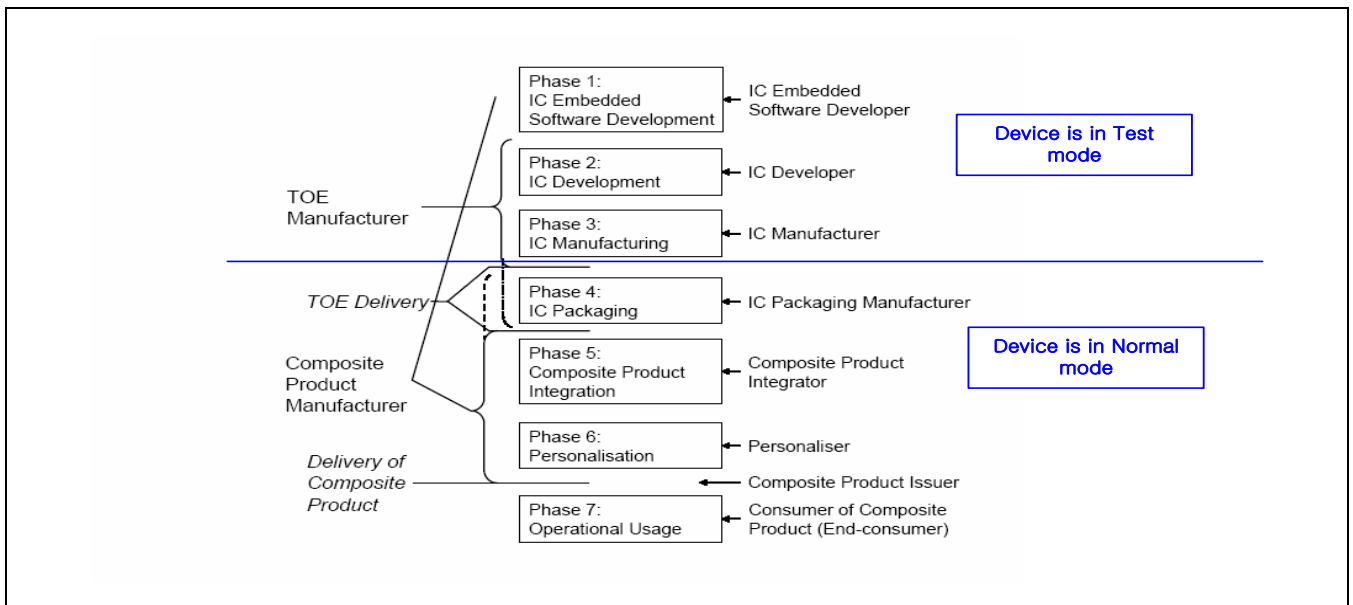 Phase 1:
IC Embedded
Software Development
IC Embedded
Software Developer
Device is in Test
mode
Phase 2:
IC Development
IC Developer
TOE
Manufacturer
Phase 3:
IC Manufacturing
IC Manufacturer
TOE Delivery
Phase 4:
IC Packaging
IC Packaging Manufacturer
Device is in Normal
mode
Composite
Product
Manufacturer
Phase 5:
Composite Product
Integration
Composite Product
Integrator
Phase 6:
Personalisation
Personaliser
Delivery of
Composite
Product
Composite Product Issuer
Phase 7:
Operational Usage
Consumer of Composite
Product (End-consumer)